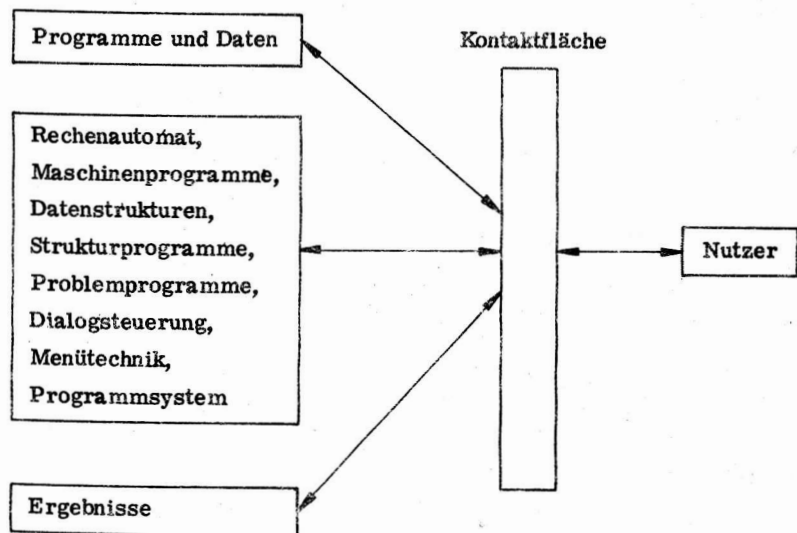 Programme und Daten
Kontaktfläche
Rechenautomat,
Maschinenprogramme,
Datenstrukturen,
Strukturprogramme,
Problemprogramme,
Dialogsteuerung,
Menütechnik,
Programmsystem
Nutzer
Ergebnisse